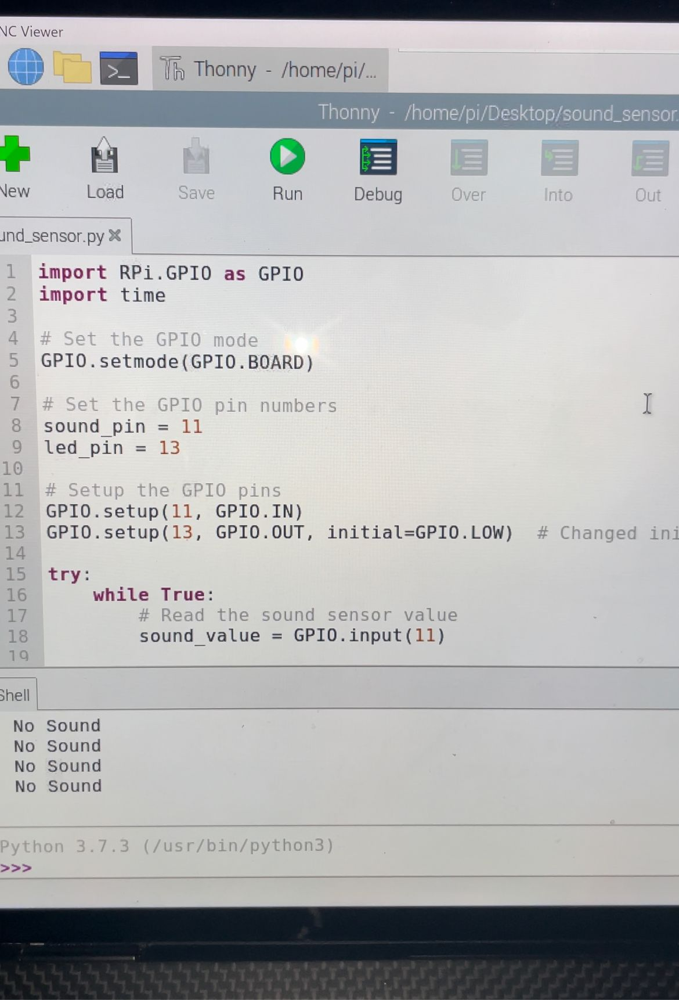 NC Viewer
>_ Th Thonny - /home/pi/...
Thonny - /home/pi/Desktop/sound_sensor.
New Load Save Run Debug Over Into Out
und_sensor.py
1 import RPi.GPIO as GPIO
2 import time
3
4 # Set the GPIO mode
5 GPIO.setmode(GPIO.BOARD)
6
7 # Set the GPIO pin numbers
8 sound_pin = 11
9 led_pin = 13
10
11 # Setup the GPIO pins
12 GPIO.setup(11, GPIO.IN)
13 GPIO.setup(13, GPIO.OUT, initial=GPIO.LOW)  # Changed ini
14
15 try:
16     while True:
17         # Read the sound sensor value
18         sound_value = GPIO.input(11)
19
Shell
No Sound
No Sound
No Sound
No Sound
Python 3.7.3 (/usr/bin/python3)
>>>